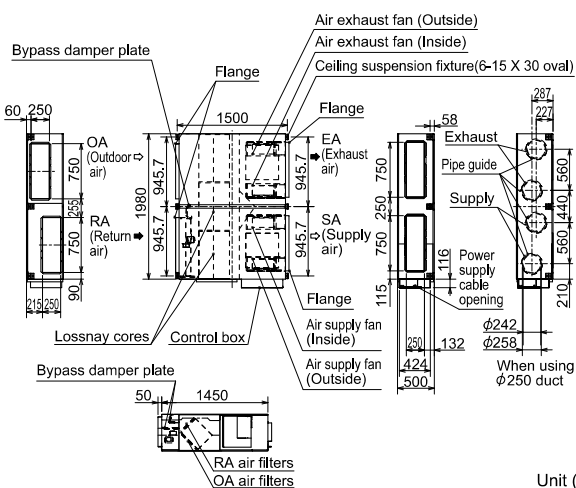 Air exhaust fan (Outside)
Air exhaust fan (Inside)
Bypass damper plate
Ceiling suspension fixture(6-15 X 30 oval)
Flange
287
227
1500
Flange
58
60 250
OA
(Outdoor
air)
EA
(Exhaust
air)
Exhaust
Pipe guide
Supply
750
255
750
90
RA
(Return
air)
1980
945.7
945.7
945.7
945.7
SA
(Supply
air)
750
250
750
115
116
560
440
560
210
Power
supply
cable
opening
215 250
Flange
Lossnay cores
Control box
Air supply fan
(Inside)
Air supply fan
(Outside)
250
132
424
500
ϕ242
ϕ258
When using
ϕ250 duct
Bypass damper plate
50
1450
RA air filters
OA air filters
Unit (